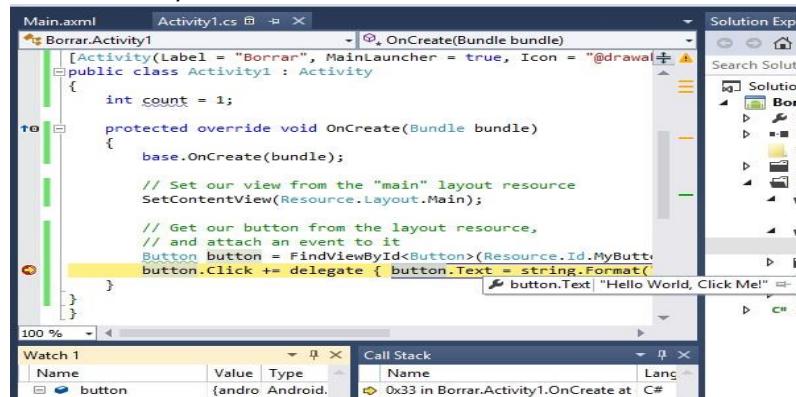 Main.axml Activity1.cs
Solution Exp
Borrar.Activity1 OnCreate(Bundle bundle)
[Activity(Label = "Borrar", MainLauncher = true, Icon = "@drawal
Search Solut
public class Activity1 : Activity
{
Solutio
int count = 1;
Bor
protected override void OnCreate(Bundle bundle)
{
base.OnCreate(bundle);
// Set our view from the "main" layout resource
SetContentView(Resource.Layout.Main);
// Get our button from the layout resource,
// and attach an event to it
Button button = FindViewById<Button>(Resource.Id.MyButt
button.Click += delegate { button.Text = string.Format(
}
button.Text "Hello World, Click Me!"
}
}
C#
100 %
Watch 1 Call Stack
Name Value Type Name Lang
button {andro Android. 0x33 in Borrar.Activity1.OnCreate at C#